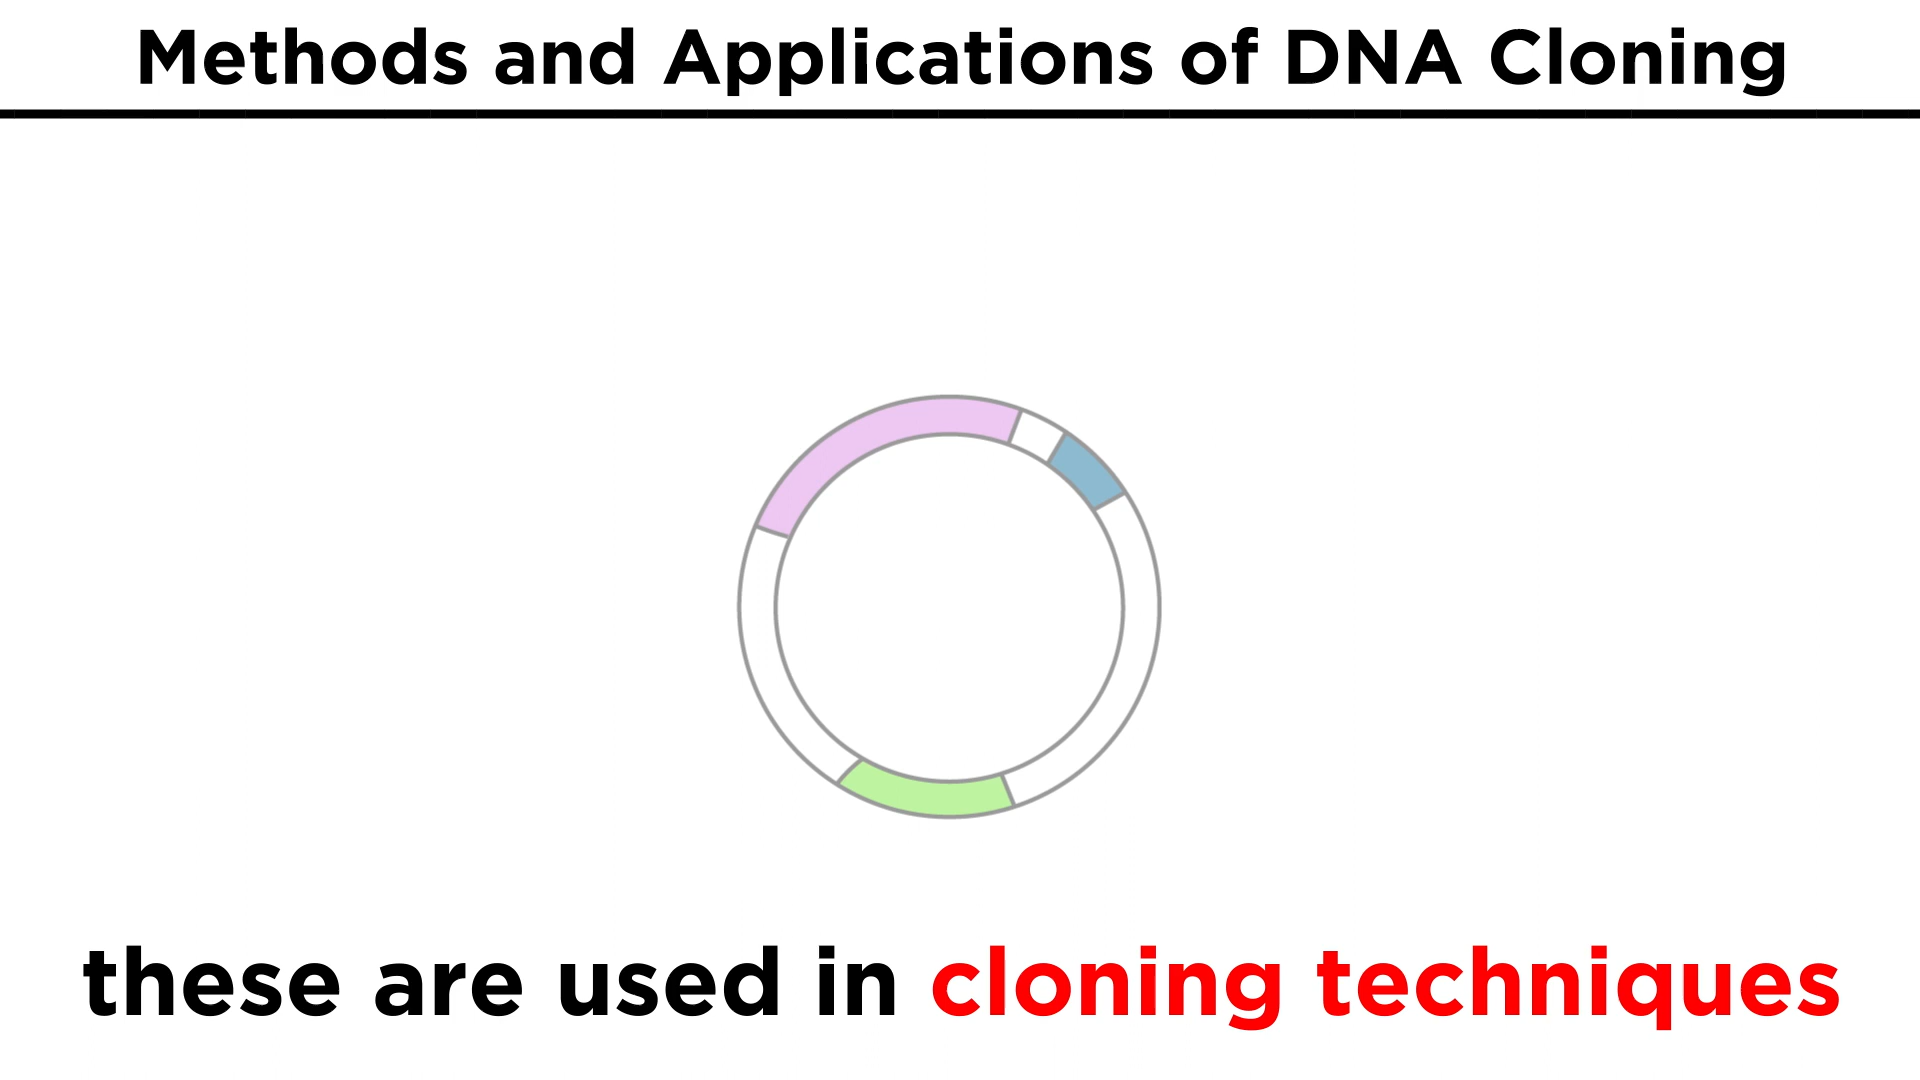 Methods and Applications of DNA Cloning
these are used in cloning techniques